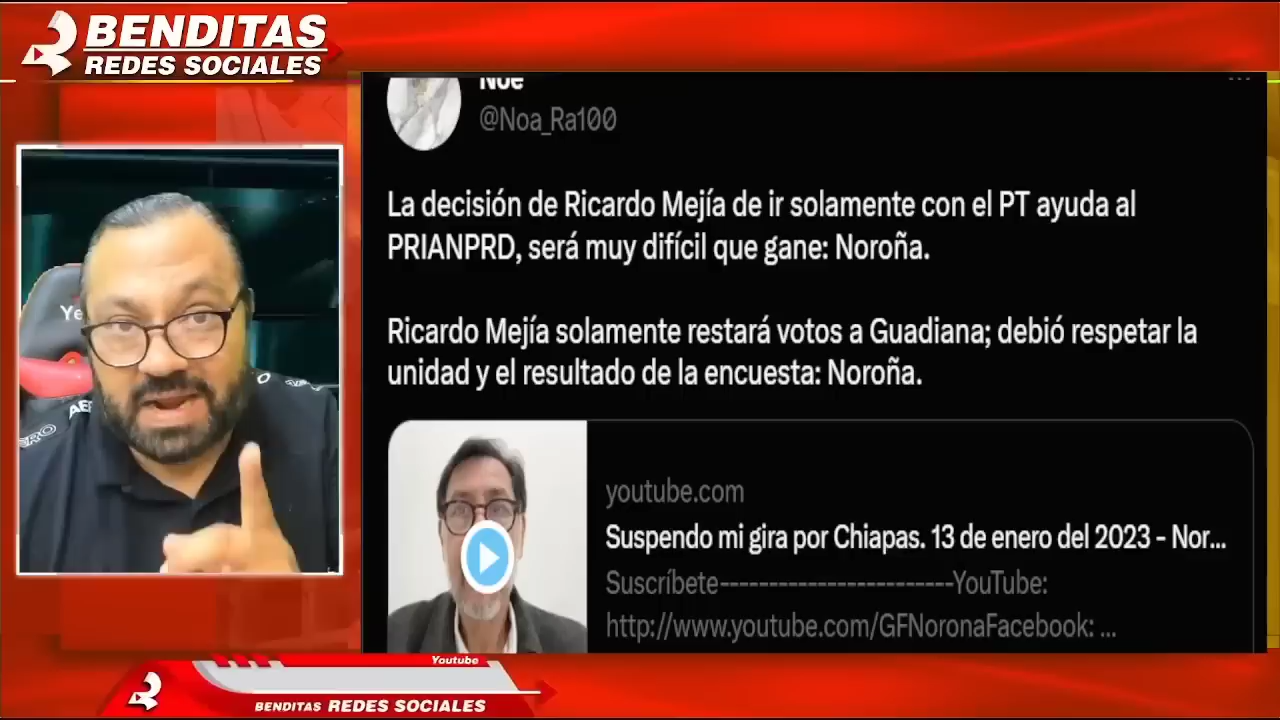 BENDITAS
REDES SOCIALES
Noe
@Noa_Ra100
La decisión de Ricardo Mejía de ir solamente con el PT ayuda al
PRIANPRD, será muy difícil que gane: Noroña.
Ricardo Mejía solamente restará votos a Guadiana; debió respetar la
unidad y el resultado de la encuesta: Noroña.
youtube.com
Suspendo mi gira por Chiapas. 13 de enero del 2023 - Nor...
Suscríbete------------------------YouTube:
http://www.youtube.com/GFNoronaFacebook: ...
Ye
AERO
Youtube
BENDITAS REDES SOCIALES